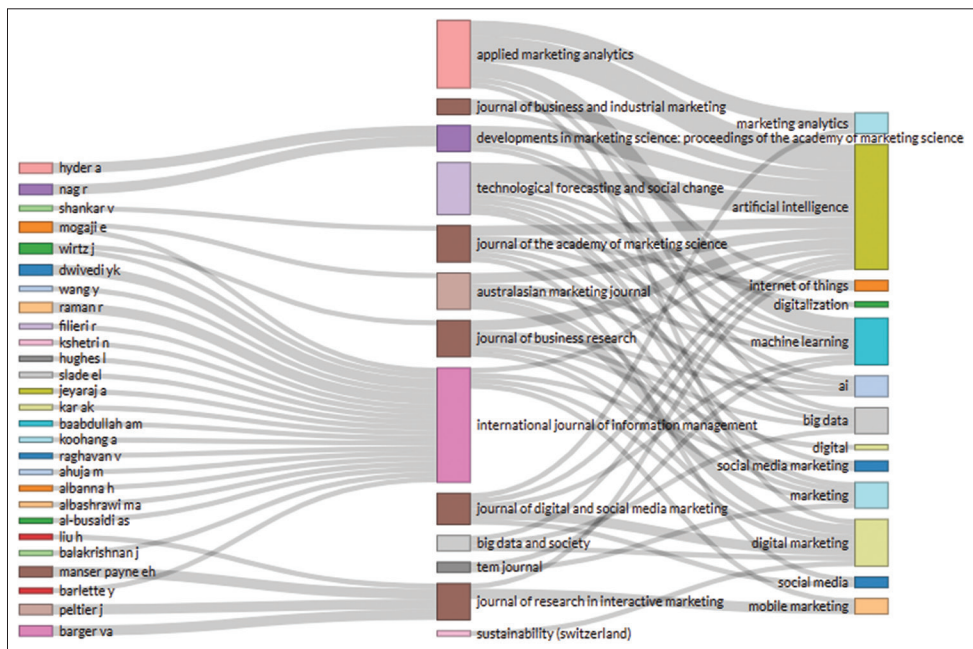 hyder a
nag r
shankar v
mogaji e
wirtz j
dwivedi yk
wang y
raman r
filieri r
kshetri n
hughes l
slade el
jeyaraj a
kar ak
baabdullah am
koohang a
raghavan v
ahuja m
albanna h
albashrawi ma
al-busaidi as
liu h
balakrishnan j
manser payne eh
barlette y
peltier j
barger va
applied marketing analytics
journal of business and industrial marketing
developments in marketing science: proceedings of the academy of marketing science
technological forecasting and social change
journal of the academy of marketing science
australasian marketing journal
journal of business research
international journal of information management
journal of digital and social media marketing
big data and society
tem journal
journal of research in interactive marketing
sustainability (switzerland)
marketing analytics
artificial intelligence
internet of things
digitalization
machine learning
ai
big data
digital
social media marketing
marketing
digital marketing
social media
mobile marketing